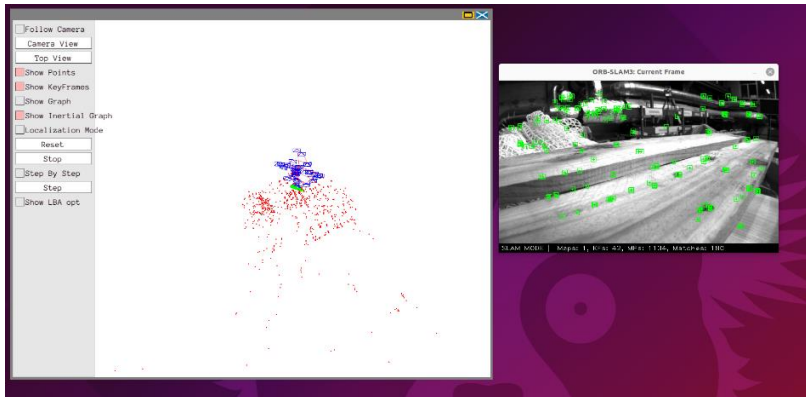 Follow Camera
Camera View
Top View
Show Points
Show KeyFrames
Show Graph
Show Inertial Graph
Localization Mode
Reset
Stop
Step By Step
Step
Show LBA opt
ORB-SLAM3: Current Frame
SLAM MODE | Maps: 1, KFs: 42, MPs: 1134, Matches: 180